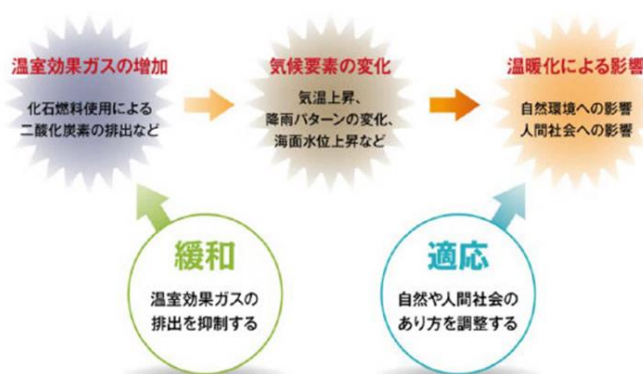 温室効果ガスの増加
化石燃料使用による
二酸化炭素の排出など
気候要素の変化
気温上昇、
降雨パターンの変化、
海面水位上昇など
温暖化による影響
自然環境への影響
人間社会への影響
緩和
温室効果ガスの
排出を抑制する
適応
自然や人間社会の
あり方を調整する